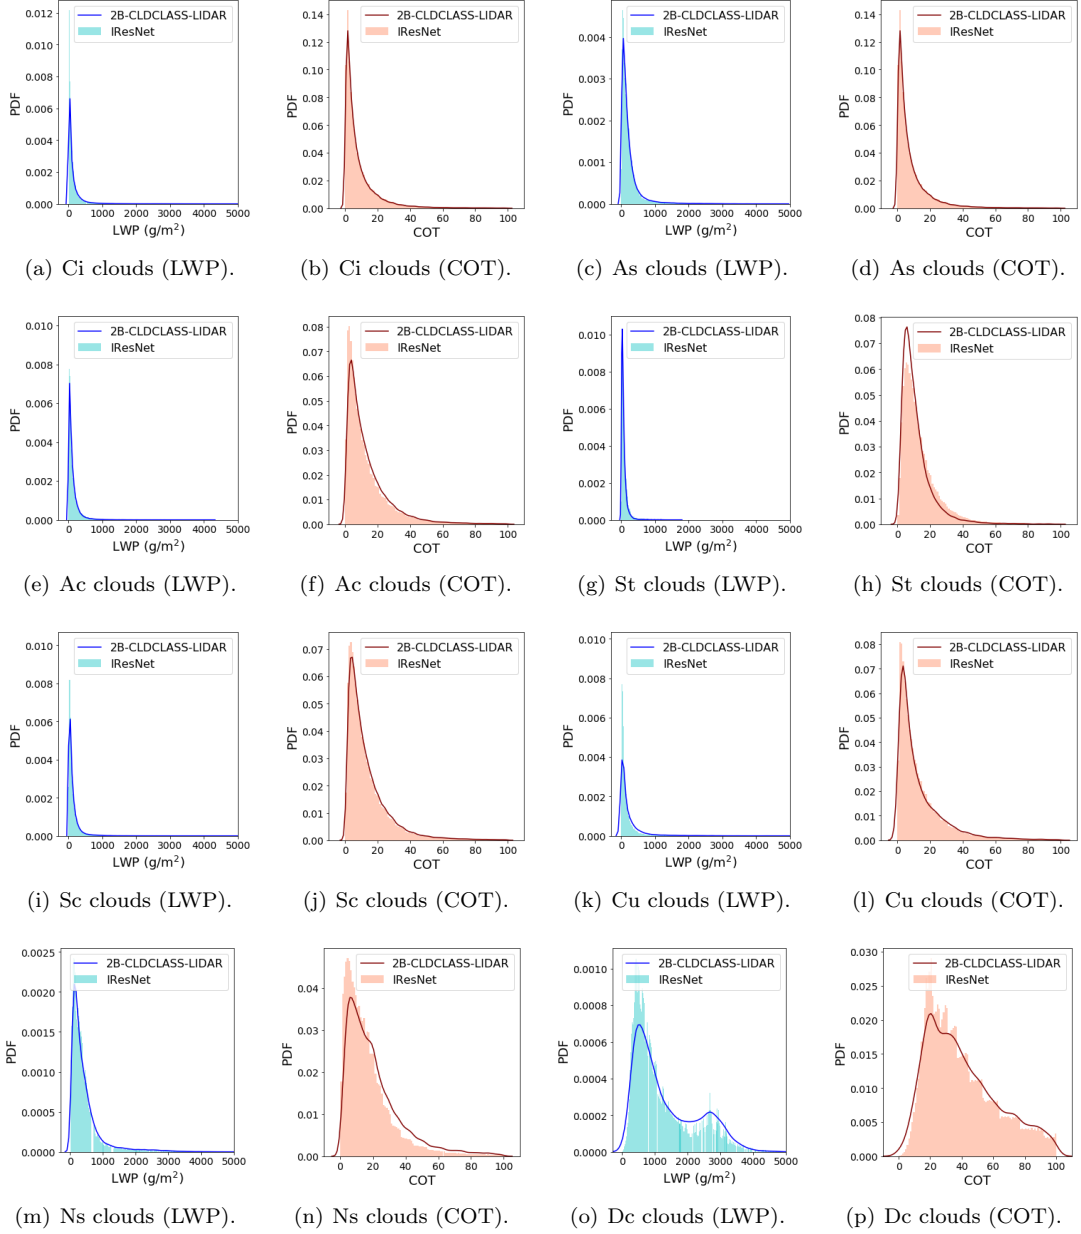 0.012
0.010
0.008
0.006
0.004
0.002
0.000
PDF
2B-CLDCLASS-LIDAR
IResNet
0 1000 2000 3000 4000 5000
LWP (g/m²)
(a) Ci clouds (LWP).
0.14
0.12
0.10
0.08
0.06
0.04
0.02
0.00
PDF
2B-CLDCLASS-LIDAR
IResNet
0 20 40 60 80 100
COT
(b) Ci clouds (COT).
0.004
0.003
0.002
0.001
0.000
PDF
2B-CLDCLASS-LIDAR
IResNet
0 1000 2000 3000 4000 5000
LWP (g/m²)
(c) As clouds (LWP).
0.14
0.12
0.10
0.08
0.06
0.04
0.02
0.00
PDF
2B-CLDCLASS-LIDAR
IResNet
0 20 40 60 80 100
COT
(d) As clouds (COT).
0.010
0.008
0.006
0.004
0.002
0.000
PDF
2B-CLDCLASS-LIDAR
IResNet
0 1000 2000 3000 4000 5000
LWP (g/m²)
(e) Ac clouds (LWP).
0.08
0.07
0.06
0.05
0.04
0.03
0.02
0.01
0.00
PDF
2B-CLDCLASS-LIDAR
IResNet
0 20 40 60 80 100
COT
(f) Ac clouds (COT).
0.010
0.008
0.006
0.004
0.002
0.000
PDF
2B-CLDCLASS-LIDAR
IResNet
0 1000 2000 3000 4000 5000
LWP (g/m²)
(g) St clouds (LWP).
0.08
0.07
0.06
0.05
0.04
0.03
0.02
0.01
0.00
PDF
2B-CLDCLASS-LIDAR
IResNet
0 20 40 60 80 100
COT
(h) St clouds (COT).
0.010
0.008
0.006
0.004
0.002
0.000
PDF
2B-CLDCLASS-LIDAR
IResNet
0 1000 2000 3000 4000 5000
LWP (g/m²)
(i) Sc clouds (LWP).
0.07
0.06
0.05
0.04
0.03
0.02
0.01
0.00
PDF
2B-CLDCLASS-LIDAR
IResNet
0 20 40 60 80 100
COT
(j) Sc clouds (COT).
0.010
0.008
0.006
0.004
0.002
0.000
PDF
2B-CLDCLASS-LIDAR
IResNet
0 1000 2000 3000 4000 5000
LWP (g/m²)
(k) Cu clouds (LWP).
0.08
0.07
0.06
0.05
0.04
0.03
0.02
0.01
0.00
PDF
2B-CLDCLASS-LIDAR
IResNet
0 20 40 60 80 100
COT
(l) Cu clouds (COT).
0.0025
0.0020
0.0015
0.0010
0.0005
0.0000
PDF
2B-CLDCLASS-LIDAR
IResNet
0 1000 2000 3000 4000 5000
LWP (g/m²)
(m) Ns clouds (LWP).
0.04
0.03
0.02
0.01
0.00
PDF
2B-CLDCLASS-LIDAR
IResNet
0 20 40 60 80 100
COT
(n) Ns clouds (COT).
0.0010
0.0008
0.0006
0.0004
0.0002
0.0000
PDF
2B-CLDCLASS-LIDAR
IResNet
0 1000 2000 3000 4000 5000
LWP (g/m²)
(o) Dc clouds (LWP).
0.030
0.025
0.020
0.015
0.010
0.005
0.000
PDF
2B-CLDCLASS-LIDAR
IResNet
0 20 40 60 80 100
COT
(p) Dc clouds (COT).